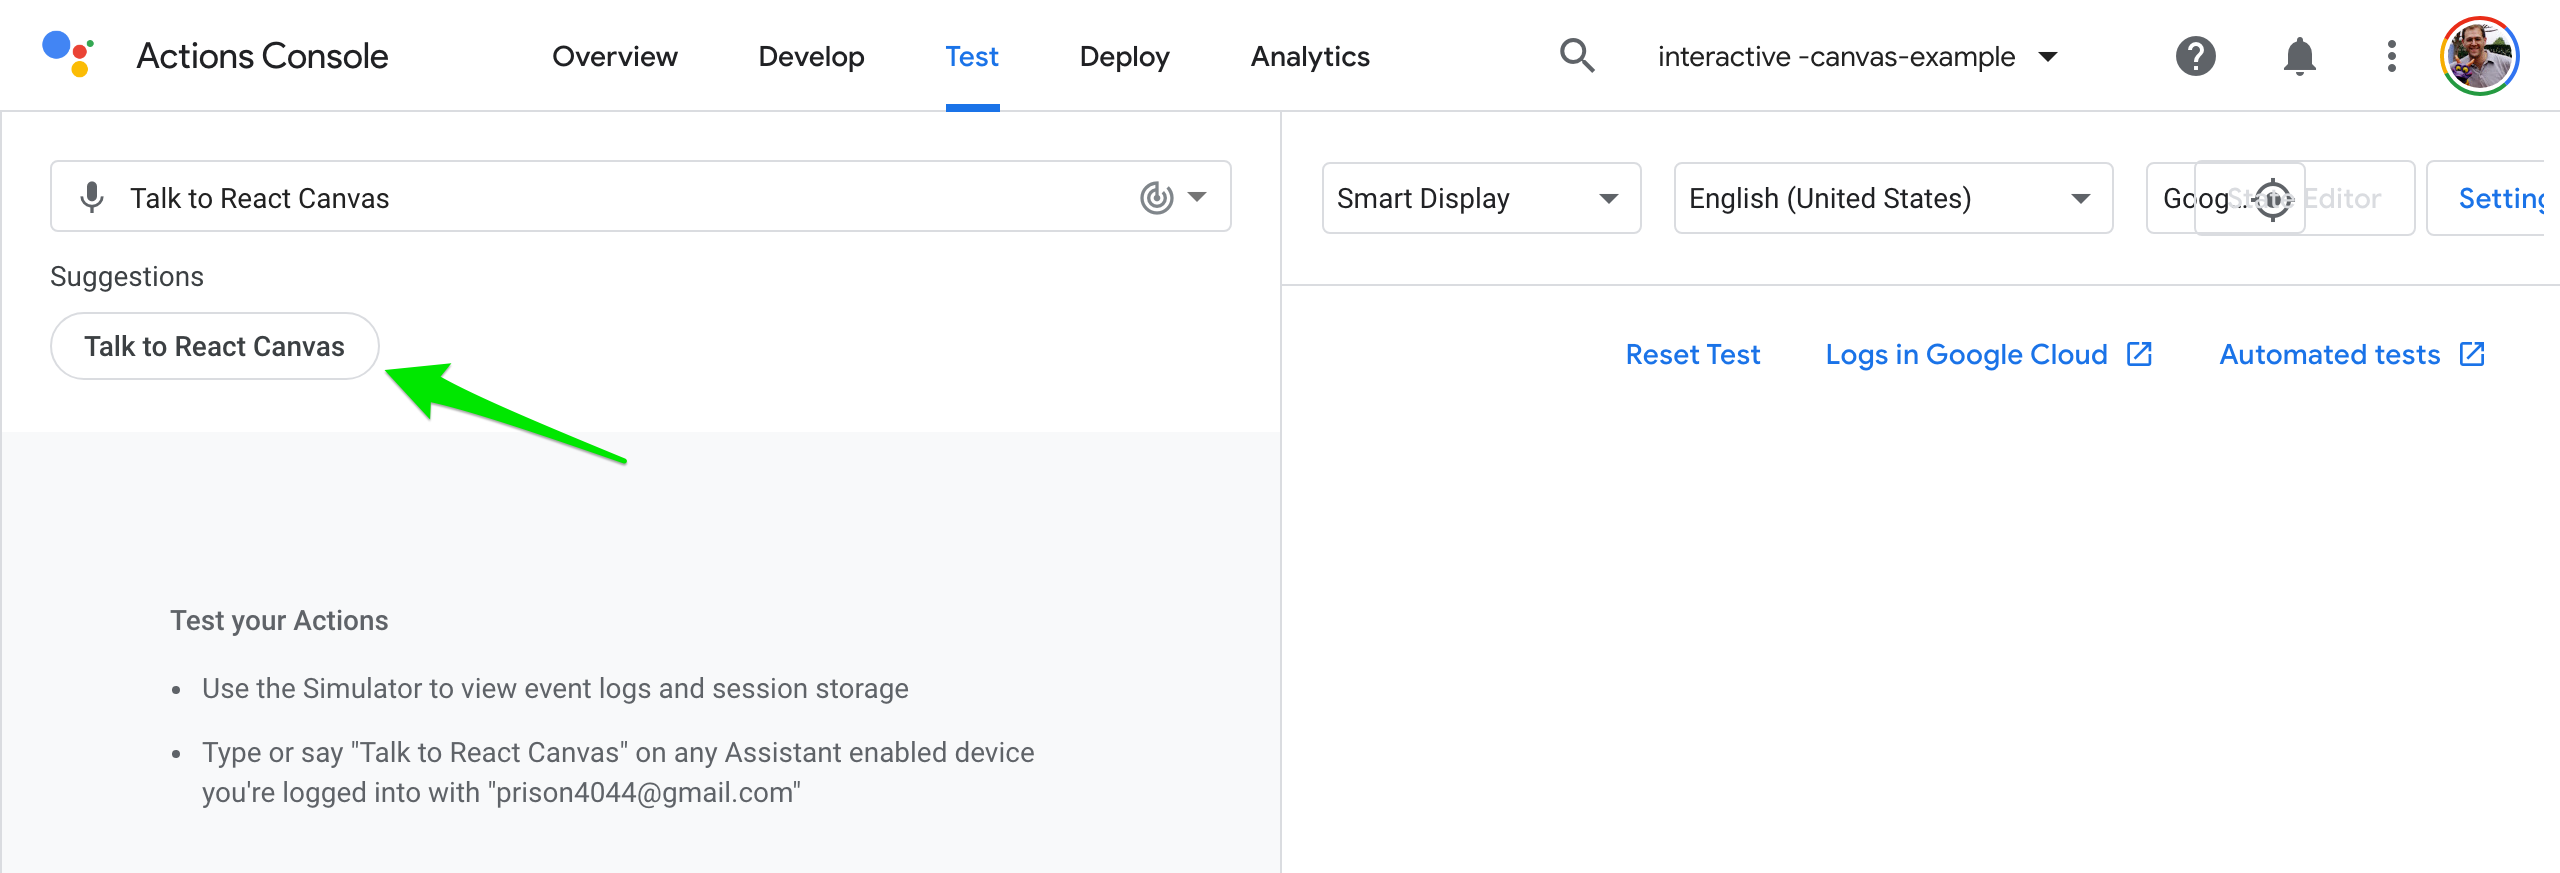 Actions Console
Overview
Develop
Test
Deploy
Analytics
interactive -canvas-example
Talk to React Canvas
Smart Display
English (United States)
Goog...
State Editor
Setting
Suggestions
Talk to React Canvas
Reset Test
Logs in Google Cloud
Automated tests
Test your Actions
• Use the Simulator to view event logs and session storage
• Type or say "Talk to React Canvas" on any Assistant enabled device
you're logged into with "prison4044@gmail.com"